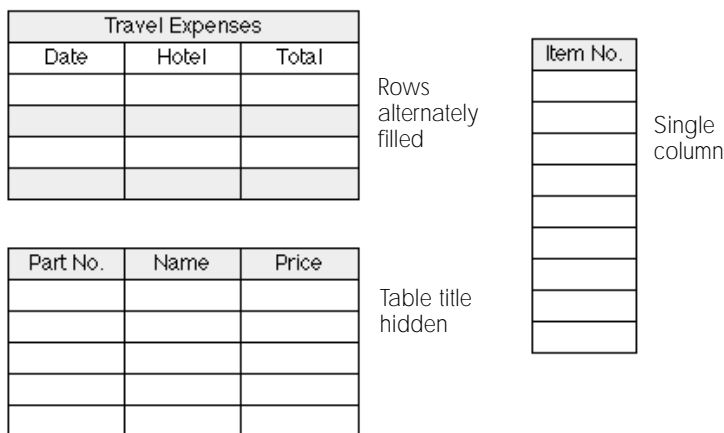 Travel Expenses
Date Hotel Total
Rows
alternately
filled
Item No.
Single
column
Part No. Name Price
Table title
hidden